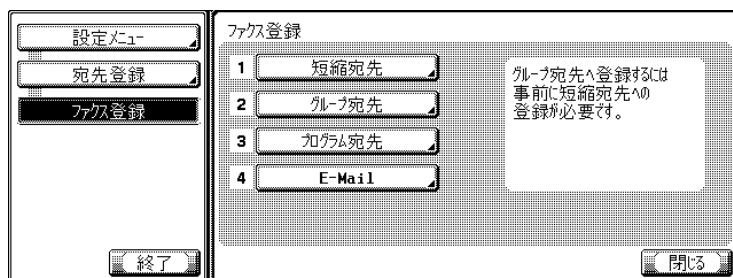 設定メニュー
宛先登録
ファクス登録
終了
ファクス登録
1 短縮宛先
2 グループ宛先
3 プログラム宛先
4 E-Mail
グループ宛先へ登録するには
事前に短縮宛先への
登録が必要です。
閉じる